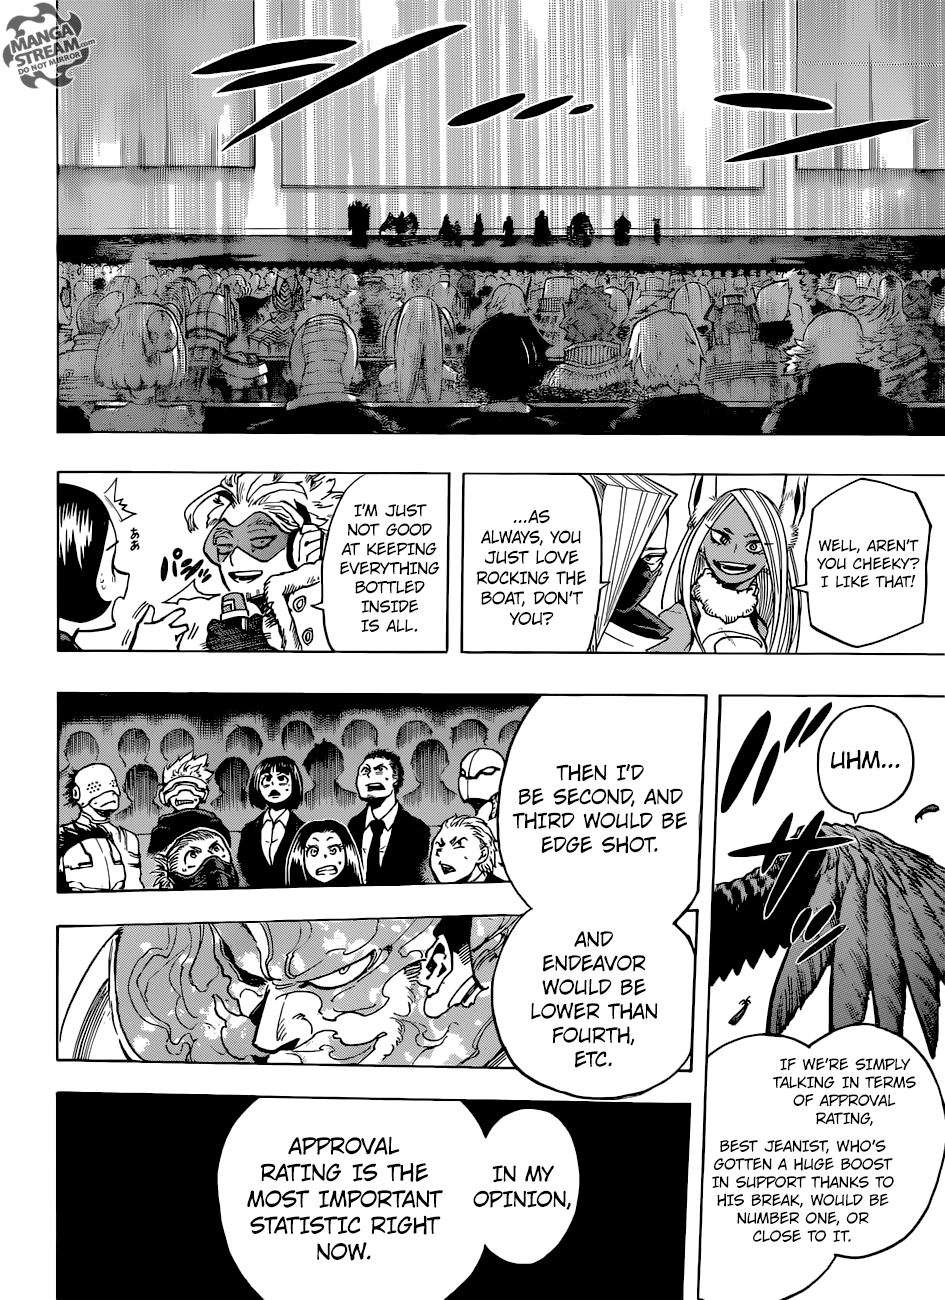 MANGA
STREAM.com
DO NOT MIRROR
WELL, AREN'T
YOU CHEEKY?
I LIKE THAT!
...AS
ALWAYS, YOU
JUST LOVE
ROCKING THE
BOAT, DON'T
YOU?
I'M JUST
NOT GOOD
AT KEEPING
EVERYTHING
BOTTLED
INSIDE
IS ALL.
ああ
UHM...
IF WE'RE SIMPLY
TALKING IN TERMS
OF APPROVAL
RATING,
BEST JEANIST, WHO'S
GOTTEN A HUGE BOOST
IN SUPPORT THANKS TO
HIS BREAK, WOULD BE
NUMBER ONE, OR
CLOSE TO IT.
THEN I'D
BE SECOND, AND
THIRD WOULD BE
EDGE SHOT.
AND
ENDEAVOR
WOULD BE
LOWER THAN
FOURTH,
ETC.
IN MY
OPINION,
APPROVAL
RATING IS THE
MOST IMPORTANT
STATISTIC RIGHT
NOW.